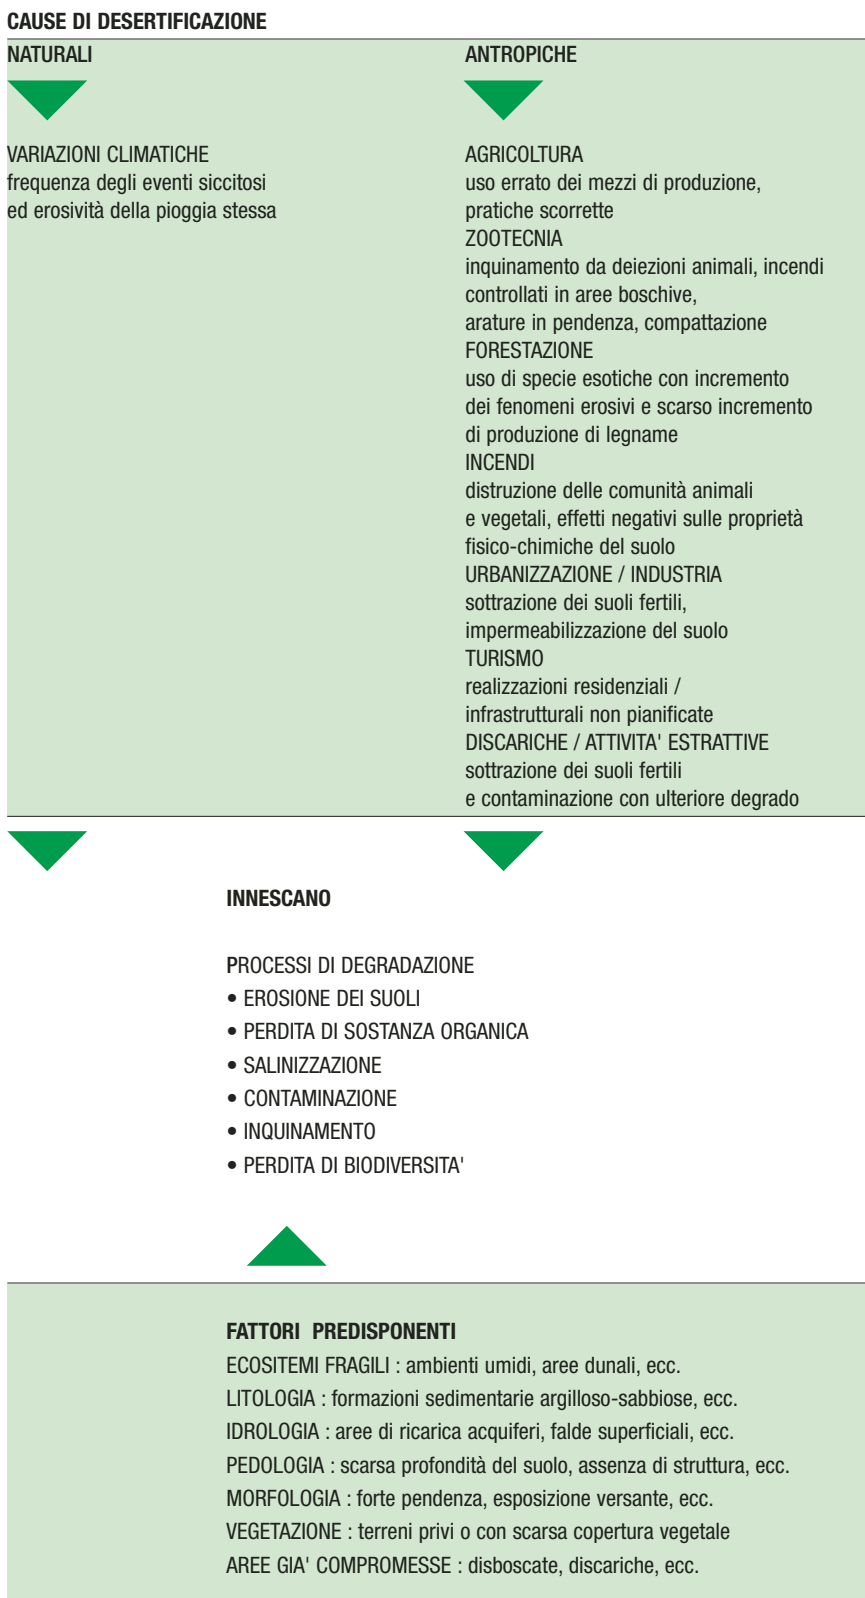 CAUSE DI DESERTIFICAZIONE
NATURALI
VARIAZIONI CLIMATICHE
frequenza degli eventi siccitosi
ed erosività della pioggia stessa
ANTROPICHE
AGRICOLTURA
uso errato dei mezzi di produzione,
pratiche scorrette
ZOOTECNIA
inquinamento da deiezioni animali, incendi
controllati in aree boschive,
arature in pendenza, compattazione
FORESTAZIONE
uso di specie esotiche con incremento
dei fenomeni erosivi e scarso incremento
di produzione di legname
INCENDI
distruzione delle comunità animali
e vegetali, effetti negativi sulle proprietà
fisico-chimiche del suolo
URBANIZZAZIONE / INDUSTRIA
sottrazione dei suoli fertili,
impermeabilizzazione del suolo
TURISMO
realizzazioni residenziali /
infrastrutturali non pianificate
DISCARICHE / ATTIVITA' ESTRATTIVE
sottrazione dei suoli fertili
e contaminazione con ulteriore degrado
INNESCANO
PROCESSI DI DEGRADAZIONE
• EROSIONE DEI SUOLI
• PERDITA DI SOSTANZA ORGANICA
• SALINIZZAZIONE
• CONTAMINAZIONE
• INQUINAMENTO
• PERDITA DI BIODIVERSITA'
FATTORI PREDISPONENTI
ECOSITEMI FRAGILI : ambienti umidi, aree dunali, ecc.
LITOLOGIA : formazioni sedimentarie argilloso-sabbiose, ecc.
IDROLOGIA : aree di ricarica acquiferi, falde superficiali, ecc.
PEDOLOGIA : scarsa profondità del suolo, assenza di struttura, ecc.
MORFOLOGIA : forte pendenza, esposizione versante, ecc.
VEGETAZIONE : terreni privi o con scarsa copertura vegetale
AREE GIA' COMPROMESSE : disboscate, discariche, ecc.